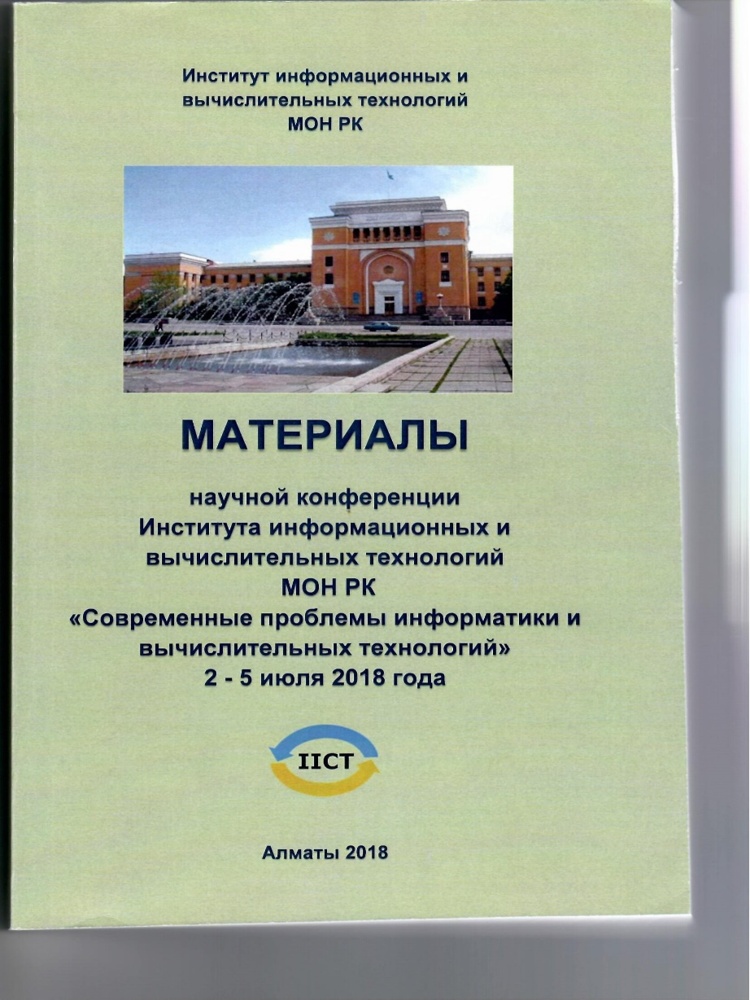 Институт информационных и
вычислительных технологий
МОН РК
МАТЕРИАЛЫ
научной конференции
Института информационных и
вычислительных технологий
МОН РК
«Современные проблемы информатики и
вычислительных технологий»
2 - 5 июля 2018 года
IICT
Алматы 2018